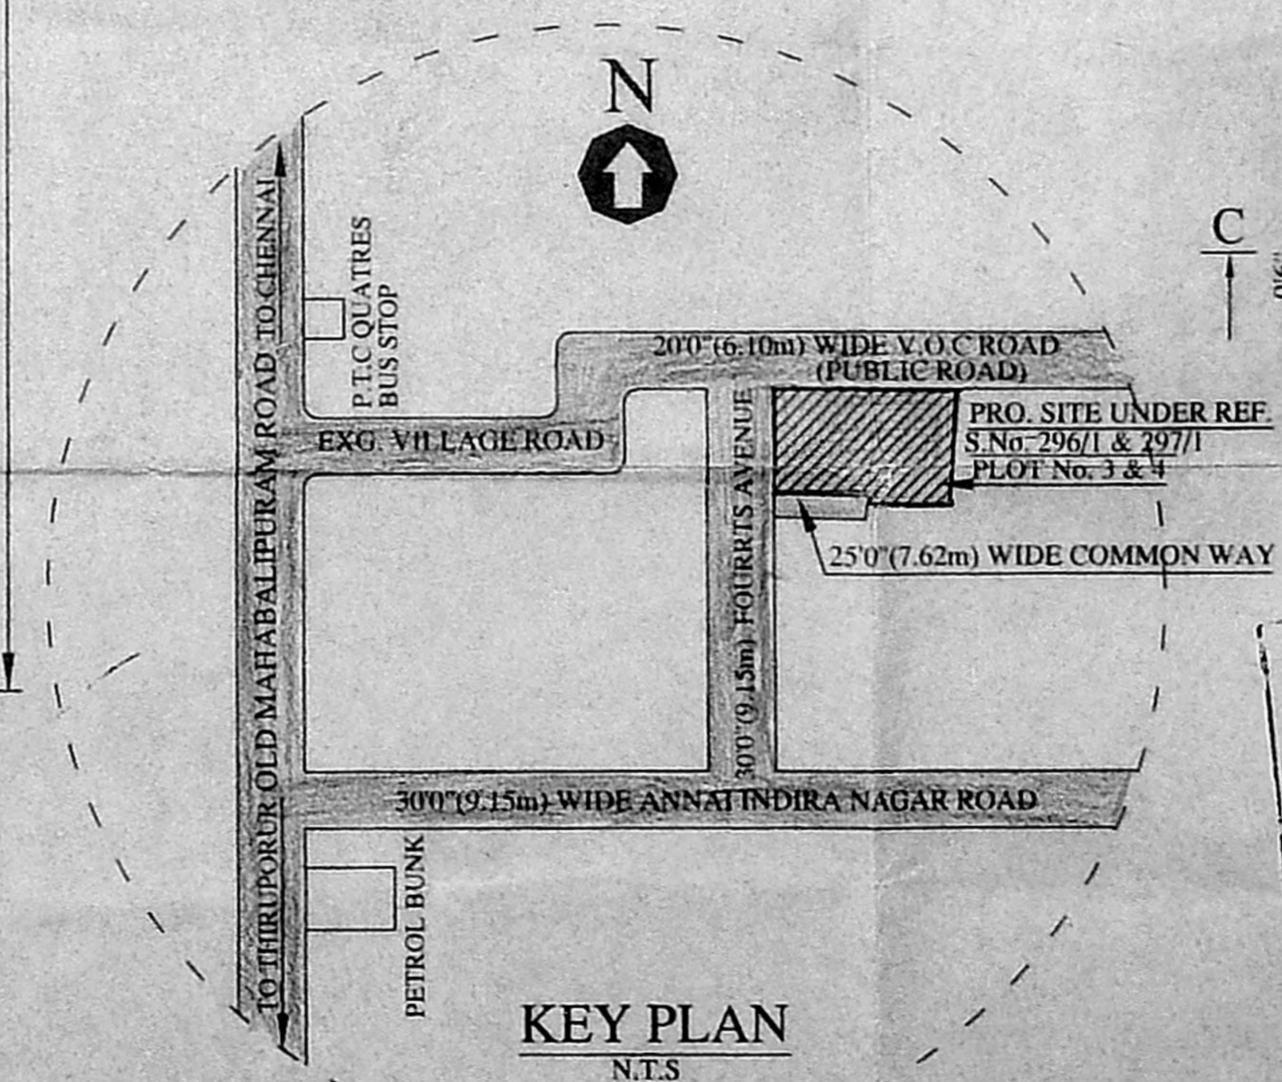 N
C
TO THIRUPORUR OLD MAHABALIPURAM ROAD TO CHENNAI
P.T.C QUATRES
BUS STOP
20'0"(6.10m) WIDE V.O.C ROAD
(PUBLIC ROAD)
EXG. VILLAGE ROAD
PRO. SITE UNDER REF.
S.No-296/1 & 297/1
PLOT No. 3 & 4
25'0"(7.62m) WIDE COMMON WAY
30'0"(9.15m) FOURRTS AVENUE
30'0"(9.15m) WIDE ANNAI INDIRA NAGAR ROAD
PETROL BUNK
KEY PLAN
N.T.S